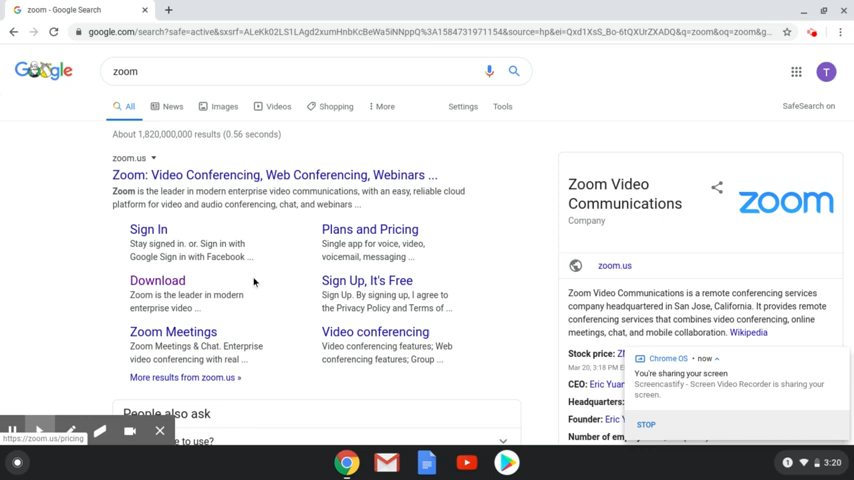 zoom - Google Search
google.com/search?safe=active&sxsrf=ALeKk02LS1LAgd2xumHnbKcBeWa5iNNppQ%3A1584731971154&source=hp&ei=Qxd1XsS_Bo-6tQXUrZXADQ&q=zoom&oq=zoom&g...
Google
zoom
T
All
News
Images
Videos
Shopping
More
Settings
Tools
SafeSearch on
About 1,820,000,000 results (0.56 seconds)
zoom.us
Zoom: Video Conferencing, Web Conferencing, Webinars ...
Zoom is the leader in modern enterprise video communications, with an easy, reliable cloud
platform for video and audio conferencing, chat, and webinars ...
Sign In
Stay signed in. or. Sign in with
Google Sign in with Facebook ...
Plans and Pricing
Single app for voice, video,
voicemail, messaging ...
Download
Zoom is the leader in modern
enterprise video ...
Sign Up, It's Free
Sign Up. By signing up, I agree to
the Privacy Policy and Terms of ...
Zoom Meetings
Zoom Meetings & Chat. Enterprise
video conferencing with real ...
Video conferencing
Video conferencing features; Web
conferencing features; Group ...
More results from zoom.us »
People also ask
to use?
https://zoom.us/pricing
Zoom Video
Communications
Company
zoom
zoom.us
Zoom Video Communications is a remote conferencing services
company headquartered in San Jose, California. It provides remote
conferencing services that combines video conferencing, online
meetings, chat, and mobile collaboration. Wikipedia
Stock price:
Mar 20, 3:18 PM
CEO: Eric Yuan
Headquarters:
Founder: Eric
Number of
Chrome OS • now
You're sharing your screen
Screencastify - Screen Video Recorder is sharing your
screen.
STOP
1
3:20